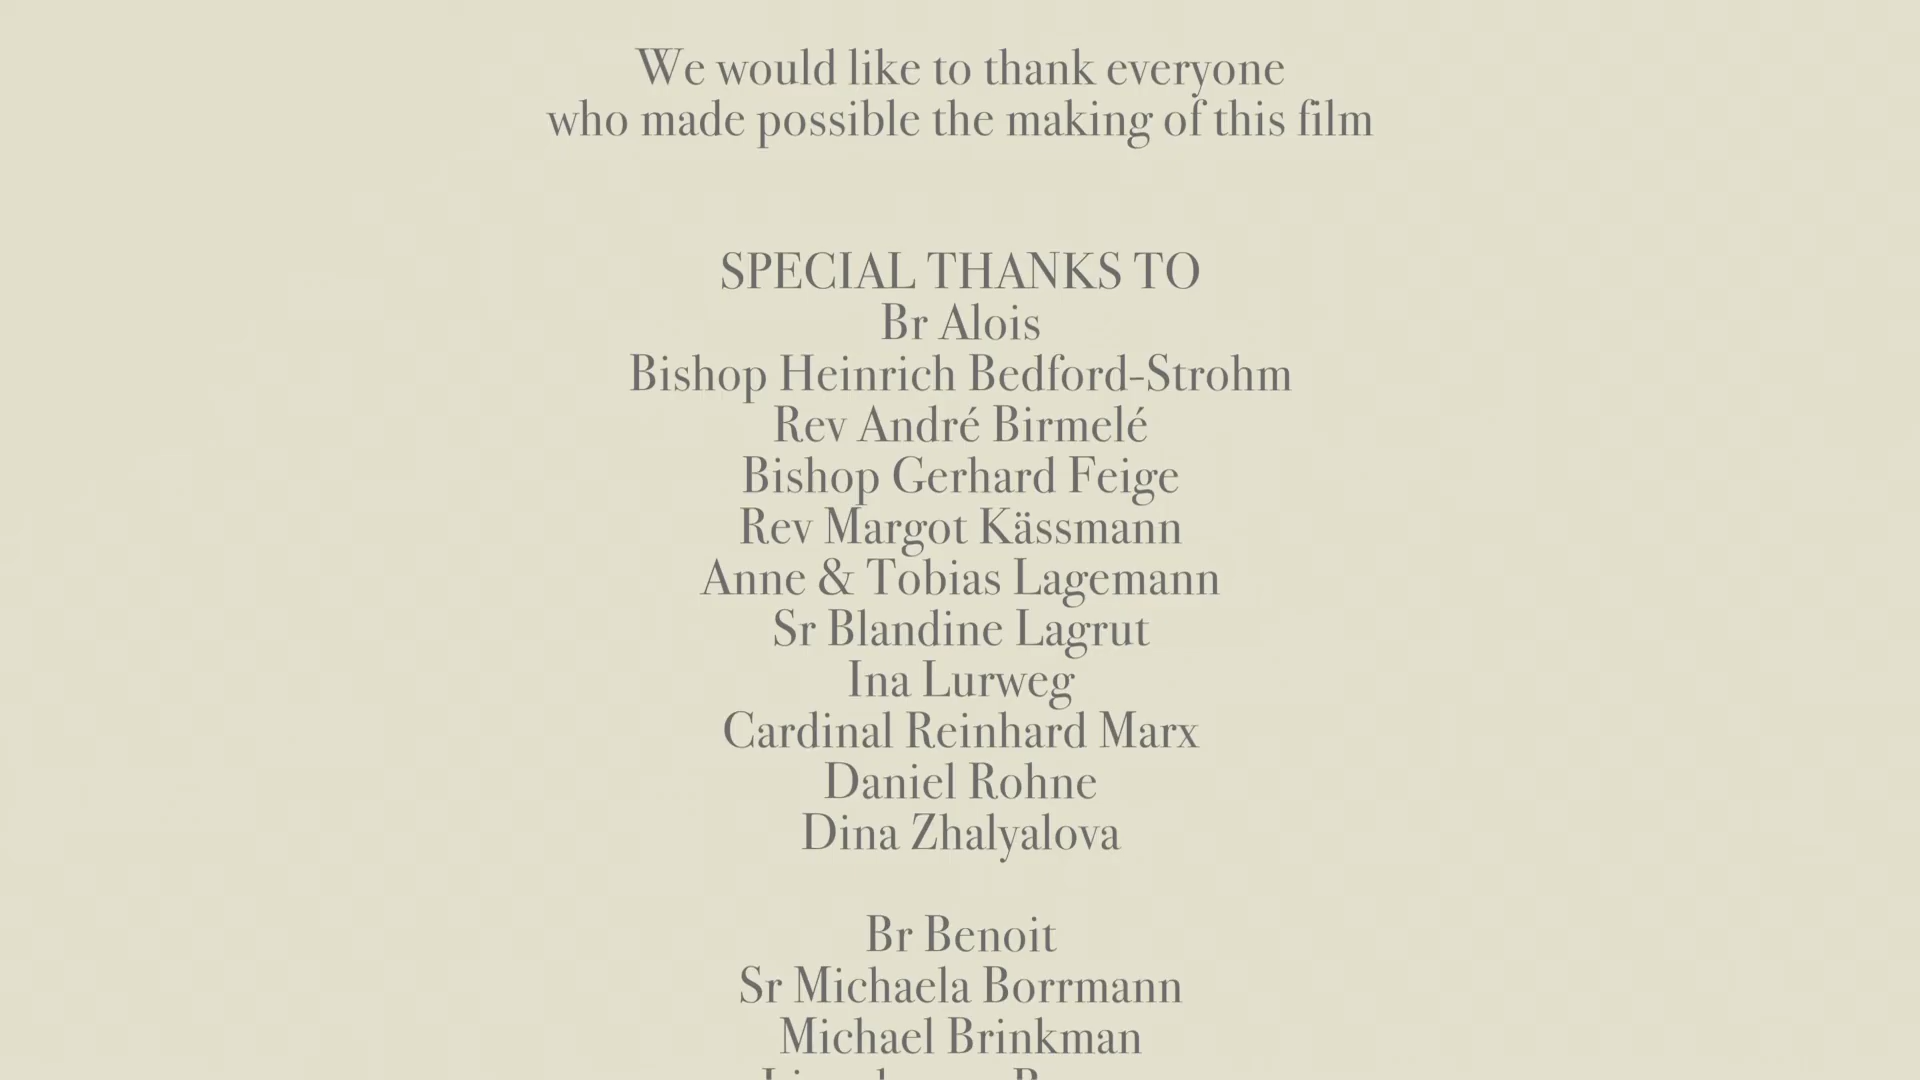 We would like to thank everyone
who made possible the making of this film
SPECIAL THANKS TO
Br Alois
Bishop Heinrich Bedford-Strohm
Rev André Birmelé
Bishop Gerhard Feige
Rev Margot Kässmann
Anne & Tobias Lagemann
Sr Blandine Lagrut
Ina Lurweg
Cardinal Reinhard Marx
Daniel Rohne
Dina Zhalyalova
Br Benoit
Sr Michaela Borrmann
Michael Brinkman